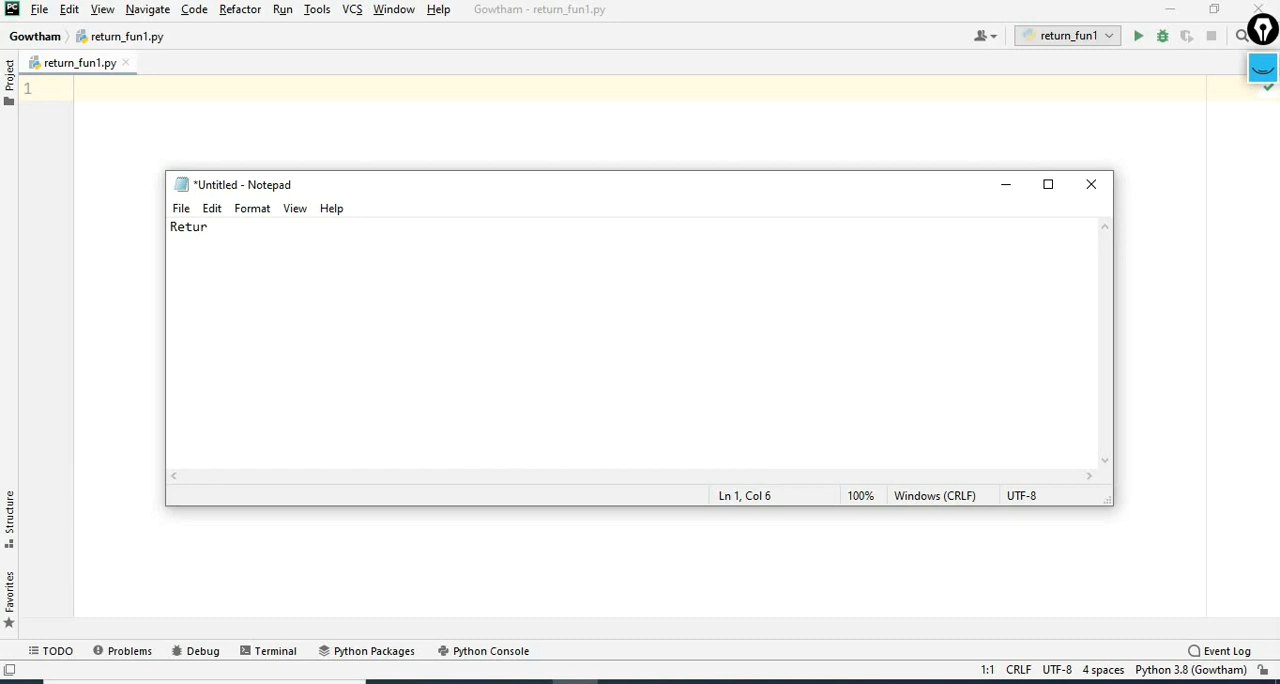 PC File Edit View Navigate Code Refactor Run Tools VCS Window Help Gowtham - return_fun1.py
Gowtham return_fun1.py return_fun1
return_fun1.py
Project
1
*Untitled - Notepad
File Edit Format View Help
Retur
Ln 1, Col 6 100% Windows (CRLF) UTF-8
Structure
Favorites
TODO Problems Debug Terminal Python Packages Python Console Event Log
1:1 CRLF UTF-8 4 spaces Python 3.8 (Gowtham)